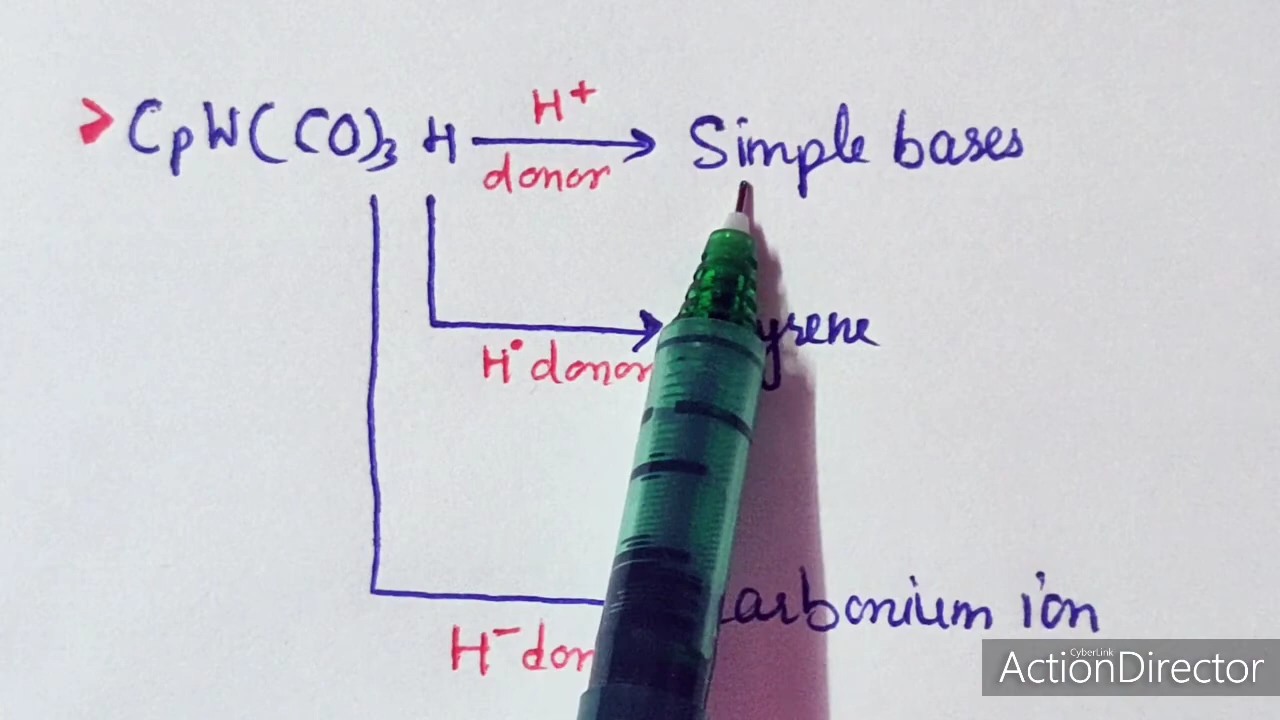 > CpW(CO)₃ H H⁺ donor Simple bases
H• donor yrene
arbonium ion
H⁻ don
CyberLink
ActionDirector